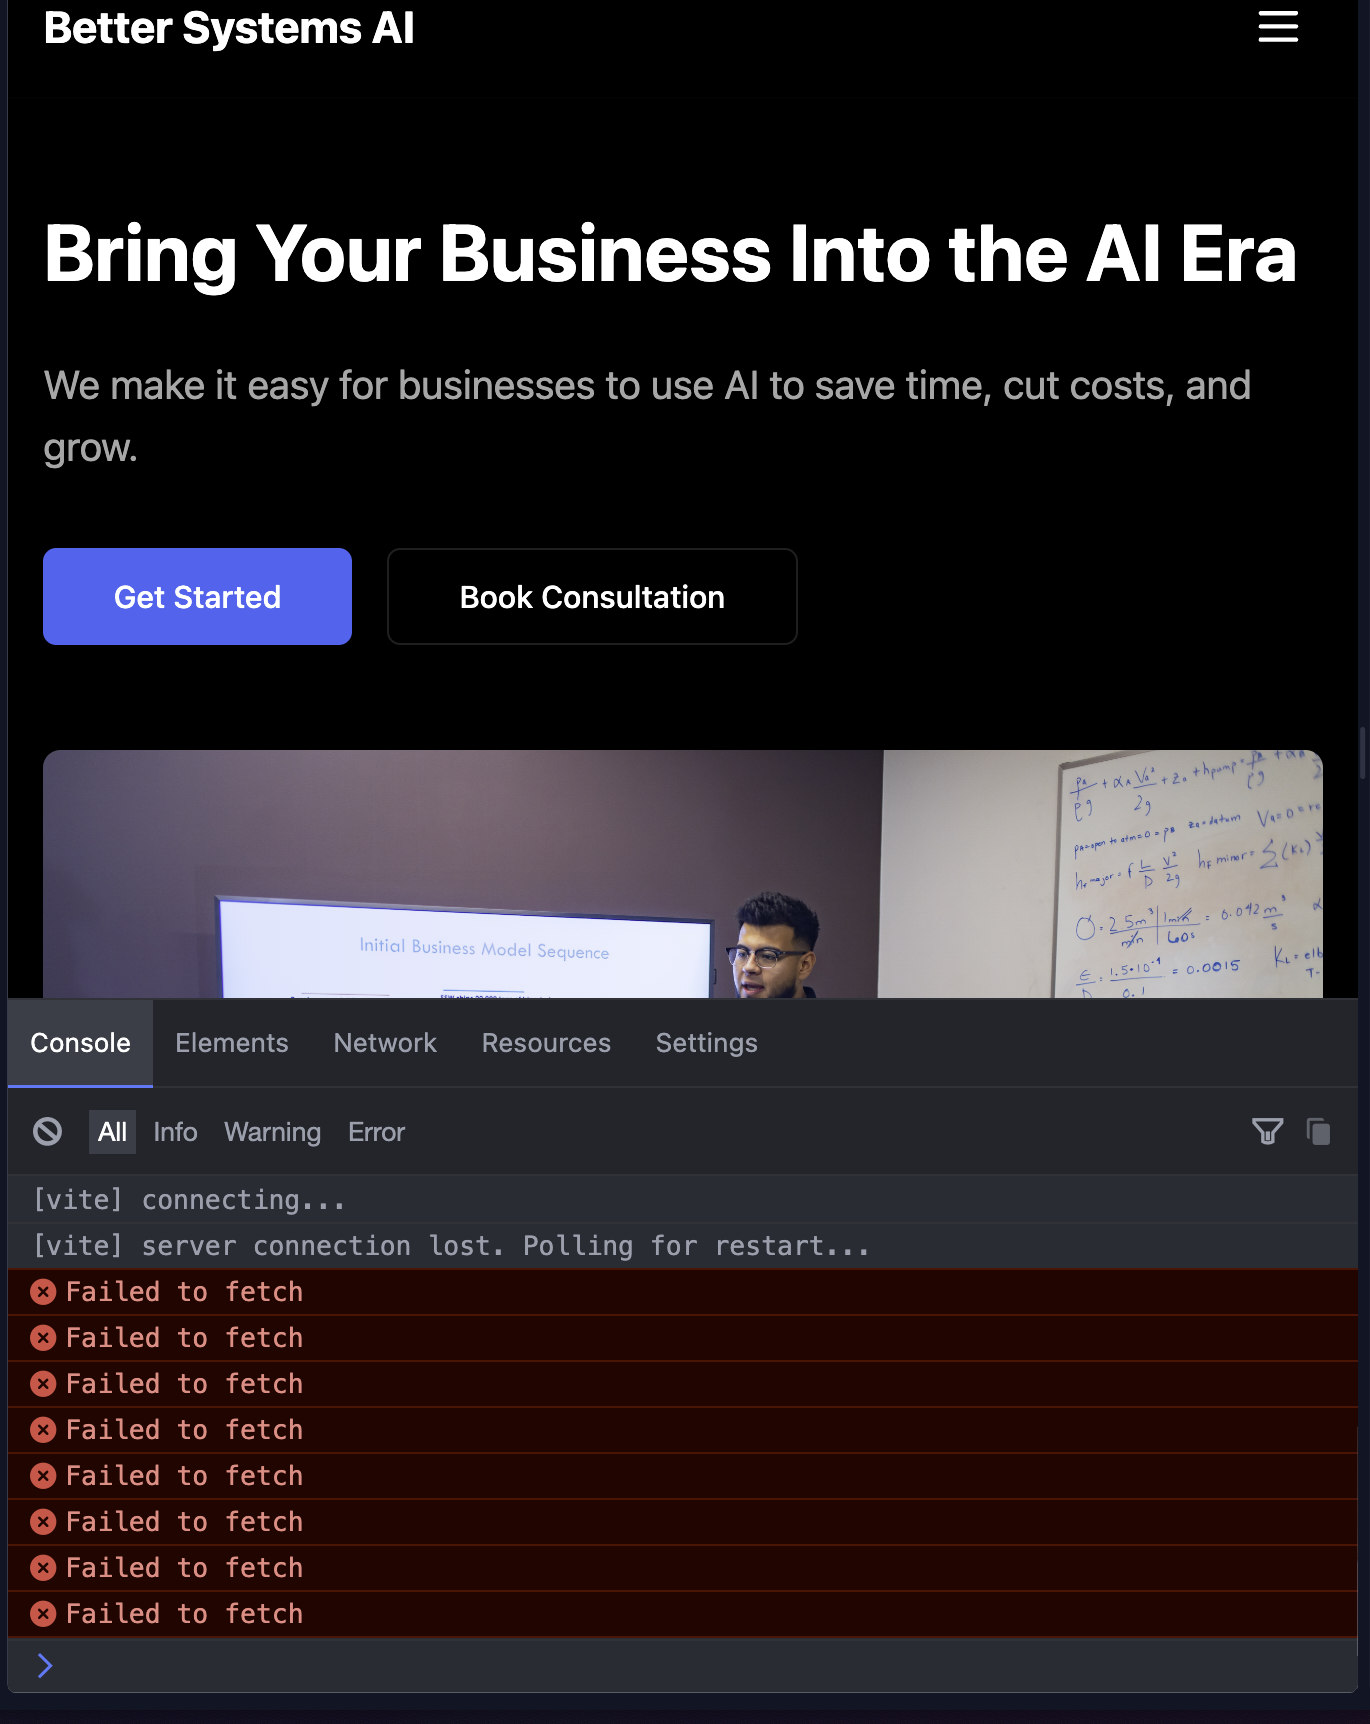 Better Systems AI
Bring Your Business Into the AI Era
We make it easy for businesses to use AI to save time, cut costs, and
grow.
Get Started
Book Consultation
Initial Business Model Sequence
= 0.0015
Console
Elements
Network
Resources
Settings
All
Info
Warning
Error
[vite] connecting...
[vite] server connection lost. Polling for restart...
Failed to fetch
Failed to fetch
Failed to fetch
Failed to fetch
Failed to fetch
Failed to fetch
Failed to fetch
Failed to fetch